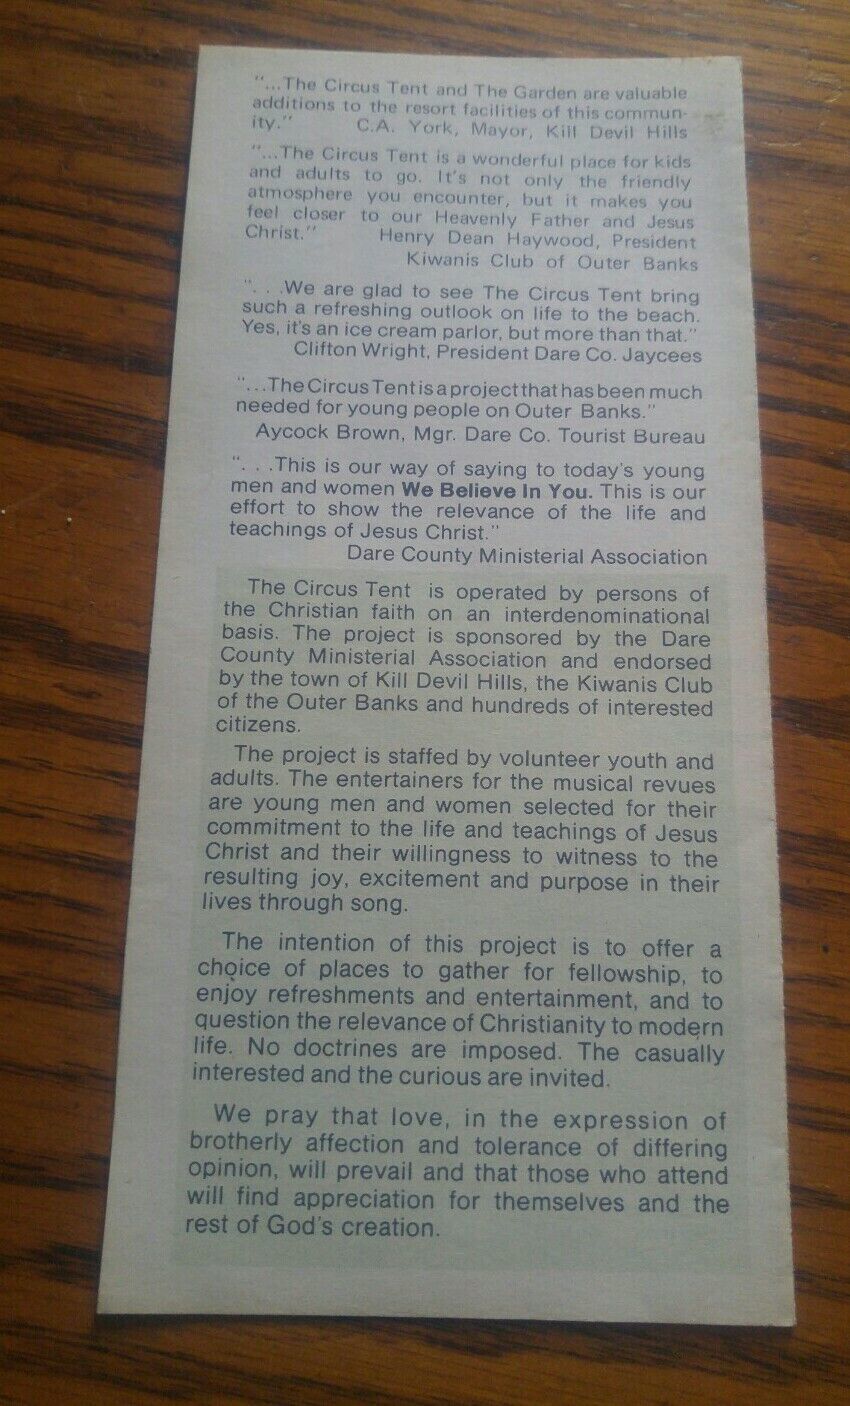 "...The Circus Tent and The Garden are valuable
additions to the resort facilities of this commun-
ity." C.A. York, Mayor, Kill Devil Hills
"...The Circus Tent is a wonderful place for kids
and adults to go. It's not only the friendly
atmosphere you encounter, but it makes you
feel closer to our Heavenly Father and Jesus
Christ." Henry Dean Haywood, President
Kiwanis Club of Outer Banks
". . .We are glad to see The Circus Tent bring
such a refreshing outlook on life to the beach.
Yes, it's an ice cream parlor, but more than that."
Clifton Wright, President Dare Co. Jaycees
"...The Circus Tent is a project that has been much
needed for young people on Outer Banks."
Aycock Brown, Mgr. Dare Co. Tourist Bureau
". . .This is our way of saying to today's young
men and women We Believe In You. This is our
effort to show the relevance of the life and
teachings of Jesus Christ."
Dare County Ministerial Association
The Circus Tent is operated by persons of
the Christian faith on an interdenominational
basis. The project is sponsored by the Dare
County Ministerial Association and endorsed
by the town of Kill Devil Hills, the Kiwanis Club
of the Outer Banks and hundreds of interested
citizens.
The project is staffed by volunteer youth and
adults. The entertainers for the musical revues
are young men and women selected for their
commitment to the life and teachings of Jesus
Christ and their willingness to witness to the
resulting joy, excitement and purpose in their
lives through song.
The intention of this project is to offer a
choice of places to gather for fellowship, to
enjoy refreshments and entertainment, and to
question the relevance of Christianity to modern
life. No doctrines are imposed. The casually
interested and the curious are invited.
We pray that love, in the expression of
brotherly affection and tolerance of differing
opinion, will prevail and that those who attend
will find appreciation for themselves and the
rest of God's creation.